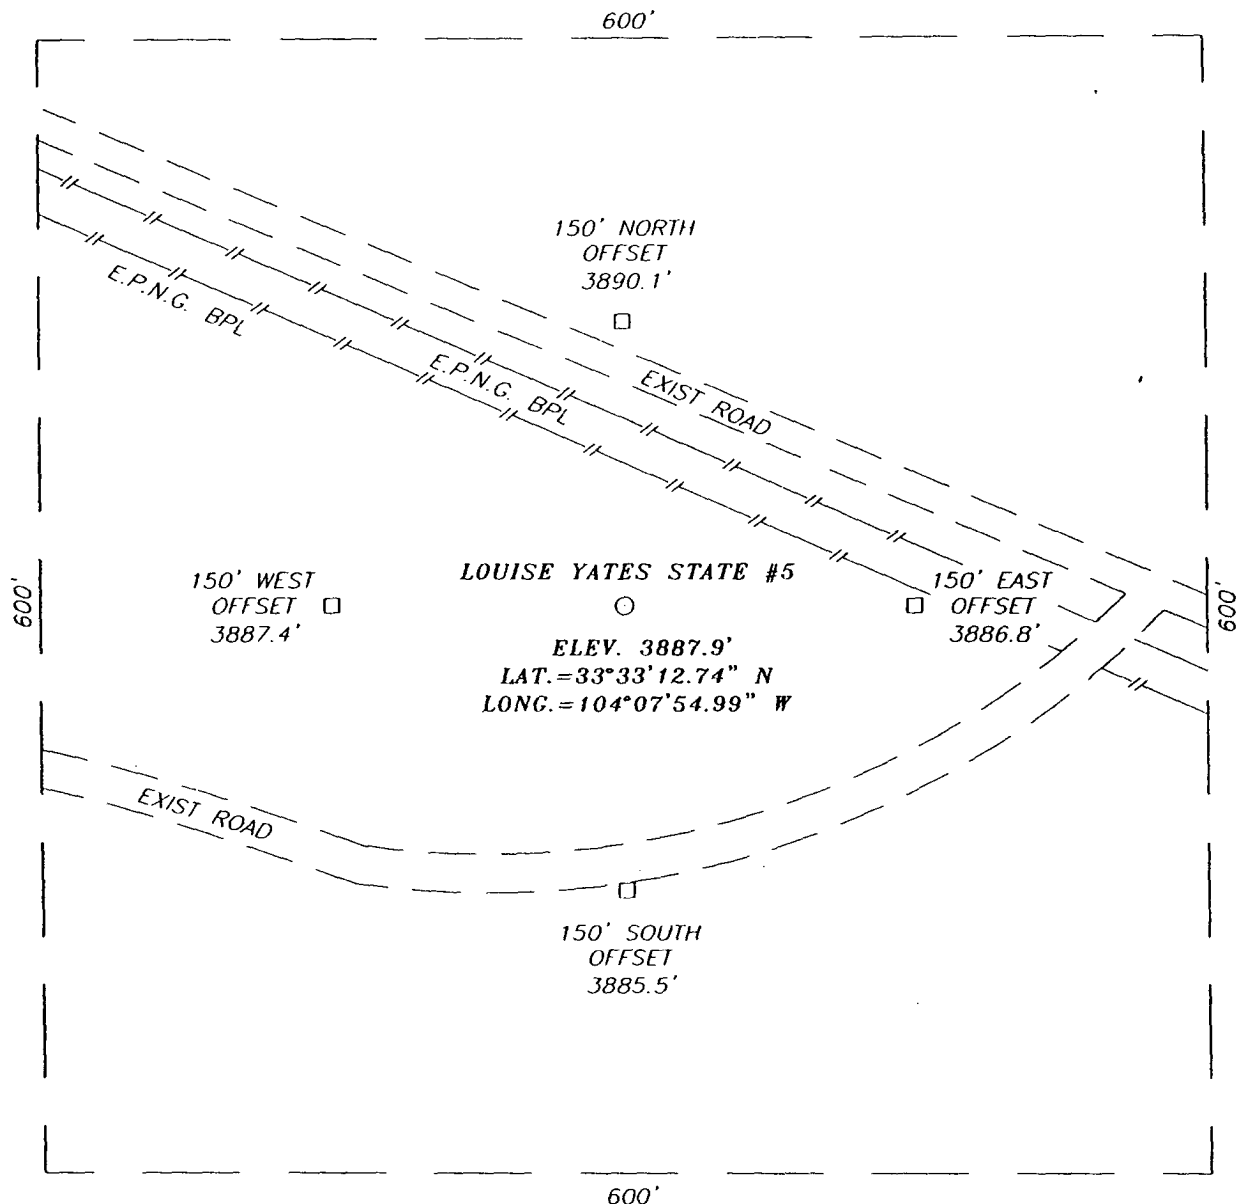 600'
150' NORTH
OFFSET
3890.1'
E.P.N.G. BPL
E.P.N.G. BPL
EXIST ROAD
600'
150' WEST
OFFSET
3887.4'
LOUISE YATES STATE #5
ELEV. 3887.9'
LAT.=33°33'12.74" N
LONG.=104°07'54.99" W
150' EAST
OFFSET
3886.8'
600'
EXIST ROAD
150' SOUTH
OFFSET
3885.5'
600'